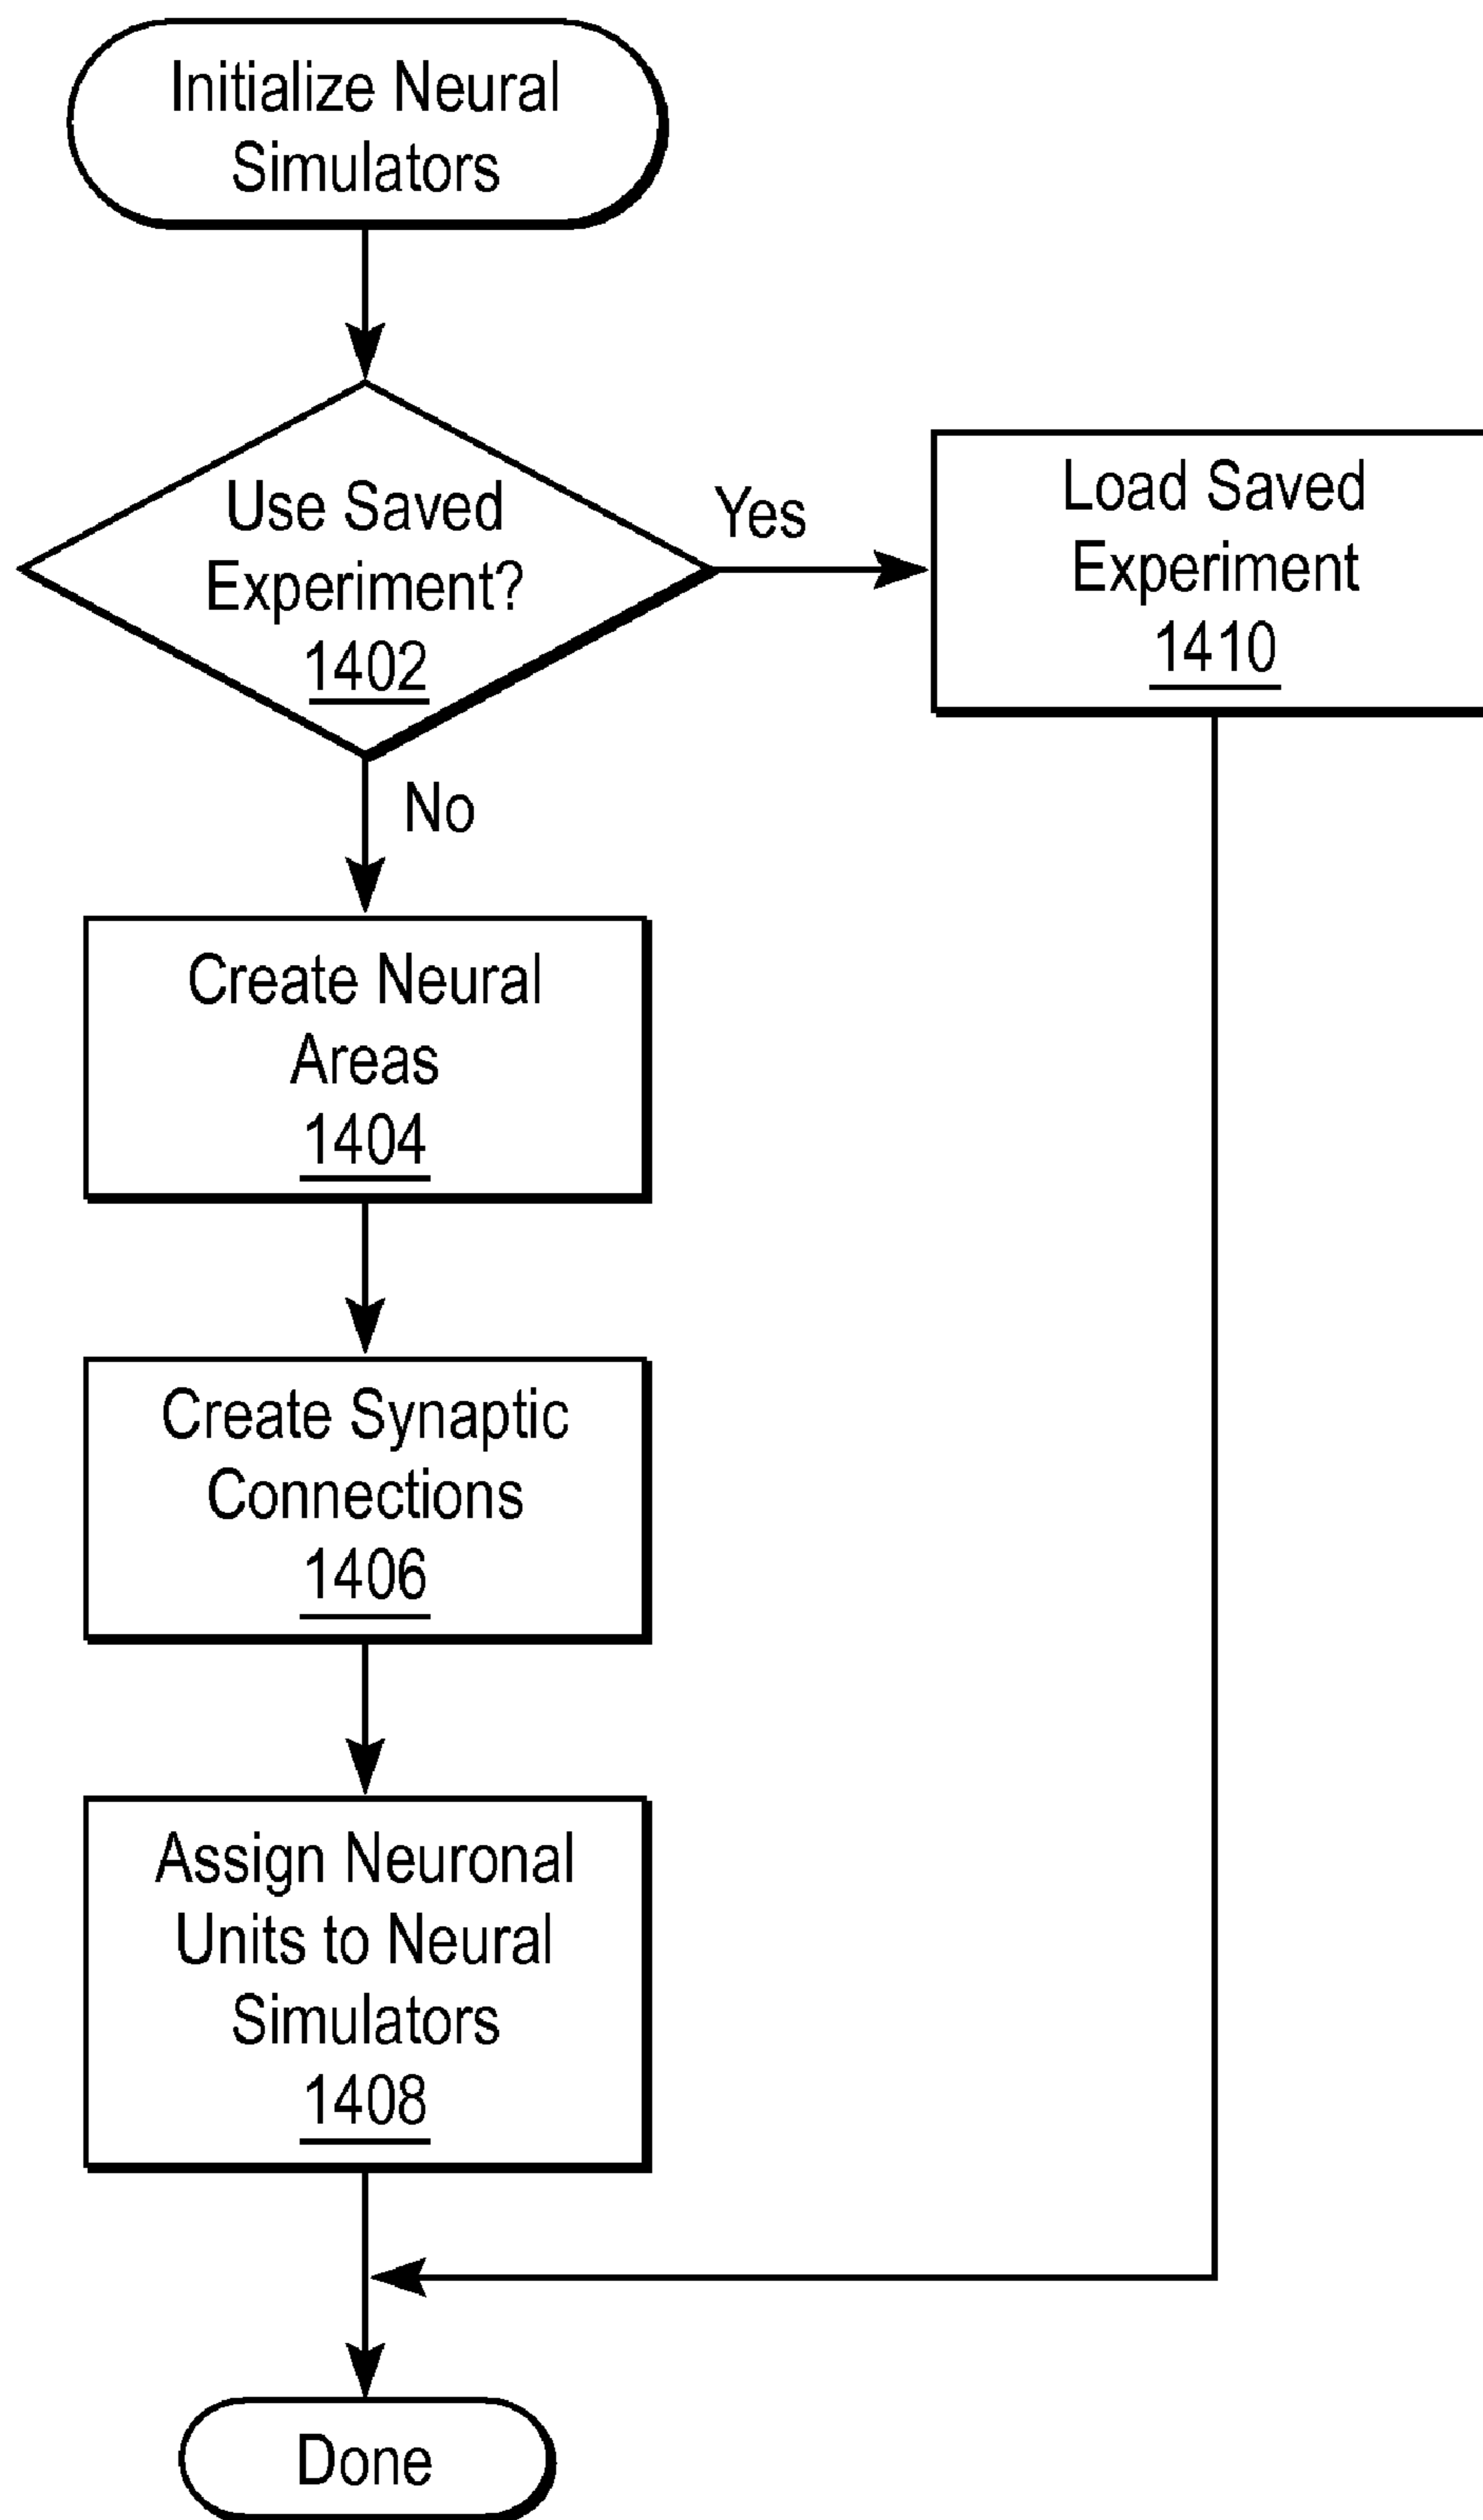 Initialize Neural
Simulators
Use Saved
Experiment?
1402
Yes
Load Saved
Experiment
1410
No
Create Neural
Areas
1404
Create Synaptic
Connections
1406
Assign Neuronal
Units to Neural
Simulators
1408
Done